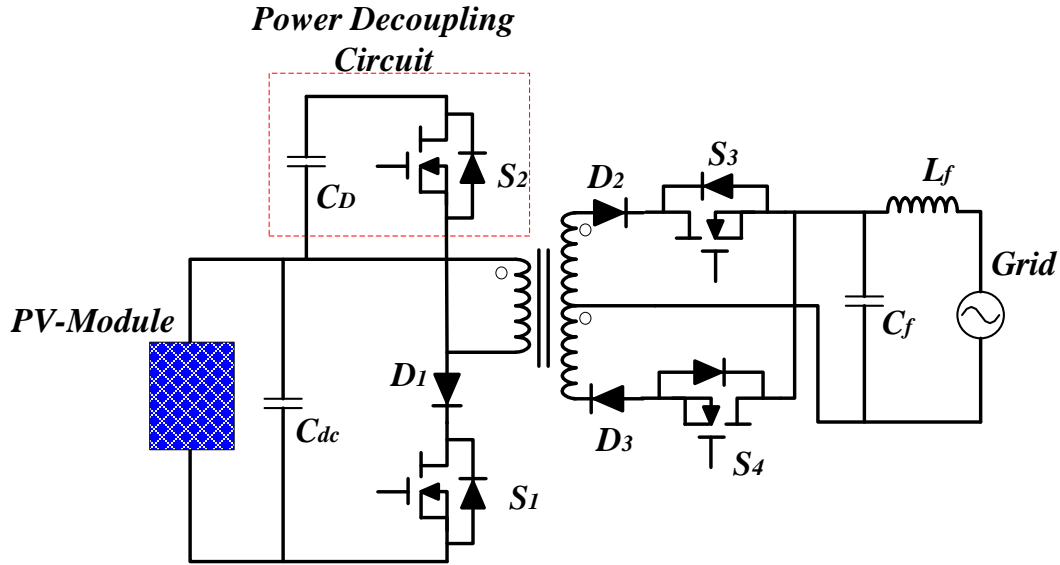 Power Decoupling
Circuit
S3
D2
Lf
CD
S2
Grid
PV-Module
Cf
D1
Cdc
D3
S4
S1